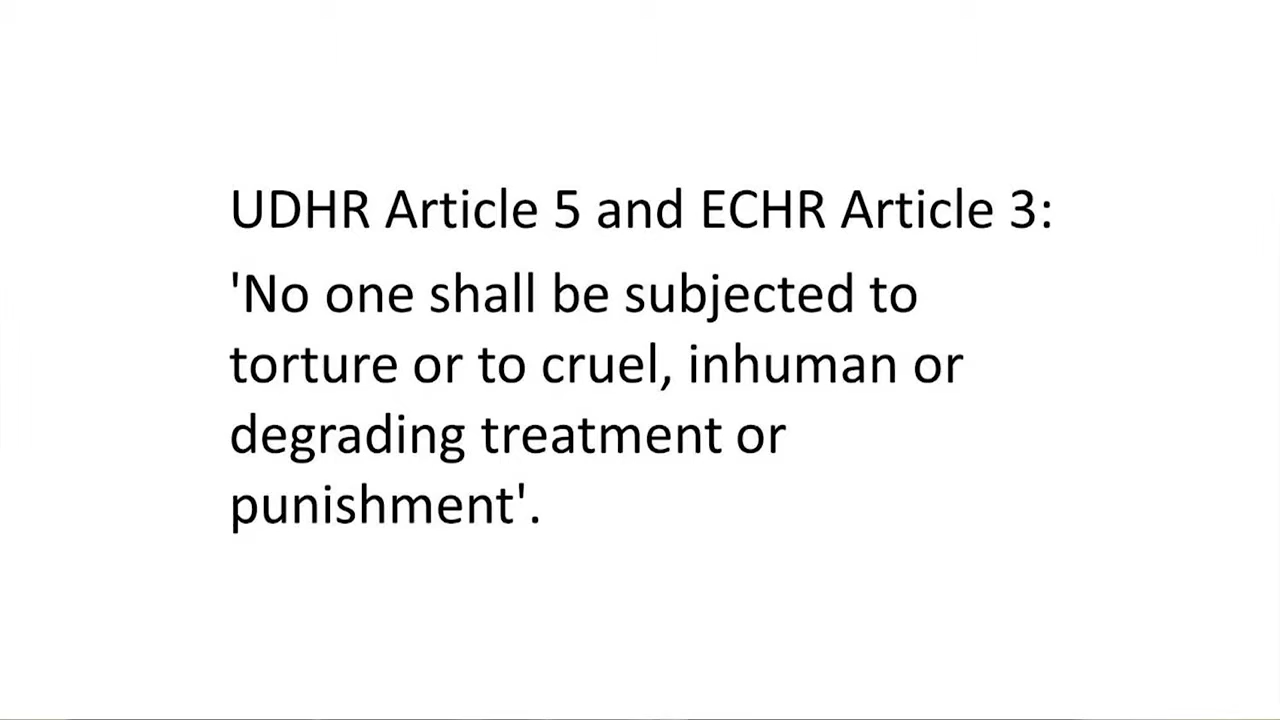 UDHR Article 5 and ECHR Article 3:
'No one shall be subjected to
torture or to cruel, inhuman or
degrading treatment or
punishment'.